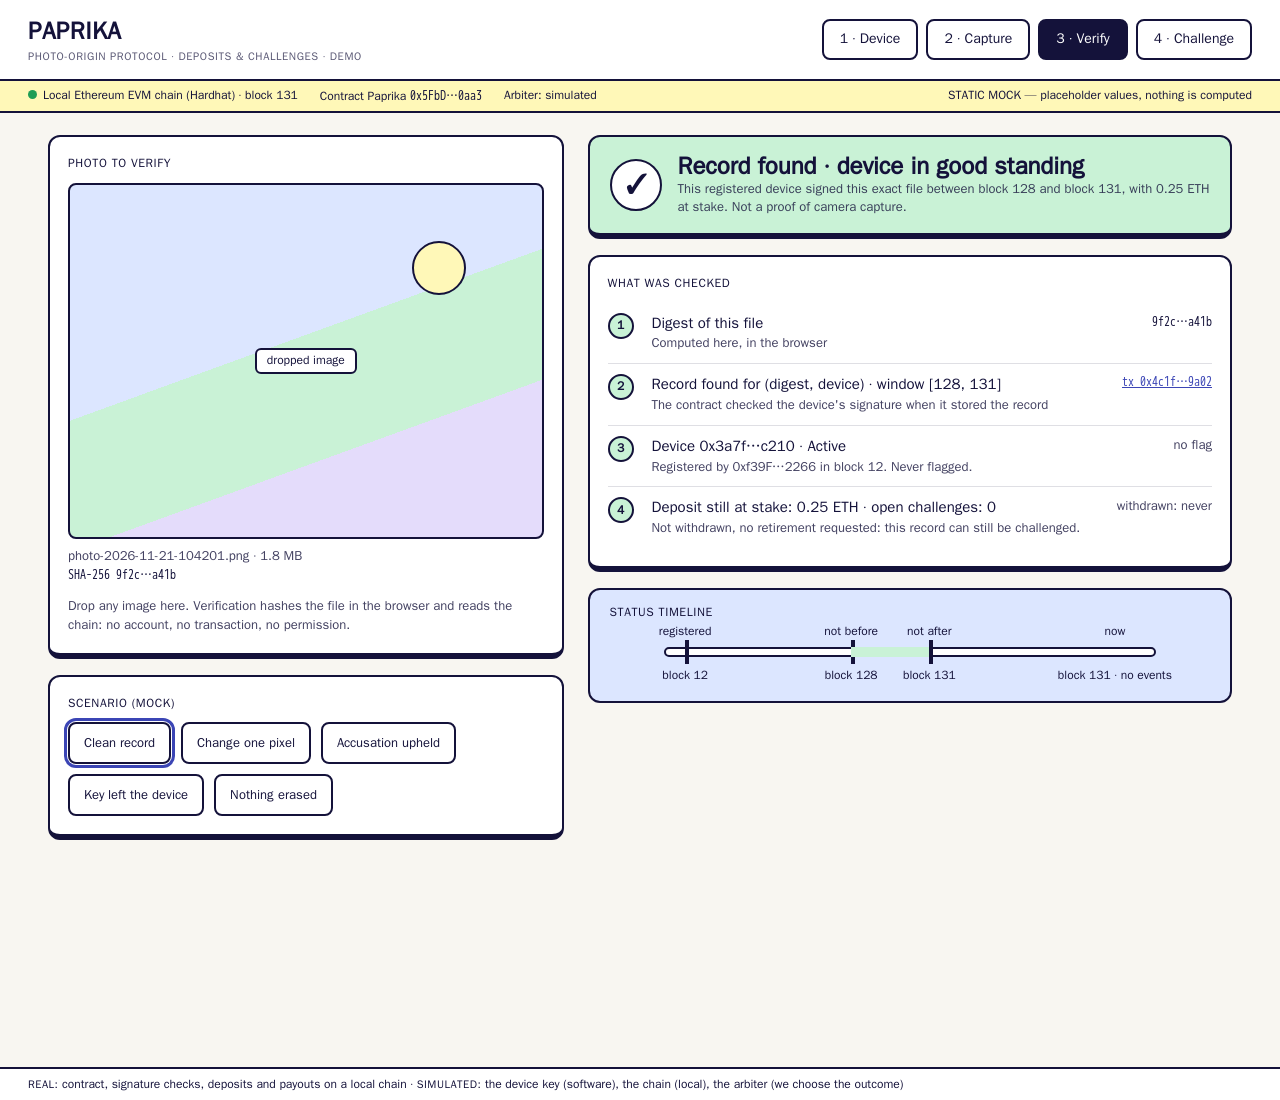 PAPRIKA
PHOTO-ORIGIN PROTOCOL · DEPOSITS & CHALLENGES · DEMO
1 · Device
2 · Capture
3 · Verify
4 · Challenge
Local Ethereum EVM chain (Hardhat) · block 131
Contract Paprika 0x5FbD···0aa3
Arbiter: simulated
STATIC MOCK — placeholder values, nothing is computed
PHOTO TO VERIFY
dropped image
photo-2026-11-21-104201.png · 1.8 MB
SHA-256 9f2c···a41b
Drop any image here. Verification hashes the file in the browser and reads the
chain: no account, no transaction, no permission.
SCENARIO (MOCK)
Clean record
Change one pixel
Accusation upheld
Key left the device
Nothing erased
✓
Record found · device in good standing
This registered device signed this exact file between block 128 and block 131, with 0.25 ETH
at stake. Not a proof of camera capture.
WHAT WAS CHECKED
1
Digest of this file
9f2c···a41b
Computed here, in the browser
2
Record found for (digest, device) · window [128, 131]
tx 0x4c1f···9a02
The contract checked the device's signature when it stored the record
3
Device 0x3a7f···c210 · Active
no flag
Registered by 0xf39F···2266 in block 12. Never flagged.
4
Deposit still at stake: 0.25 ETH · open challenges: 0
withdrawn: never
Not withdrawn, no retirement requested: this record can still be challenged.
STATUS TIMELINE
registered
not before
not after
now
block 12
block 128
block 131
block 131 · no events
REAL: contract, signature checks, deposits and payouts on a local chain · SIMULATED: the device key (software), the chain (local), the arbiter (we choose the outcome)